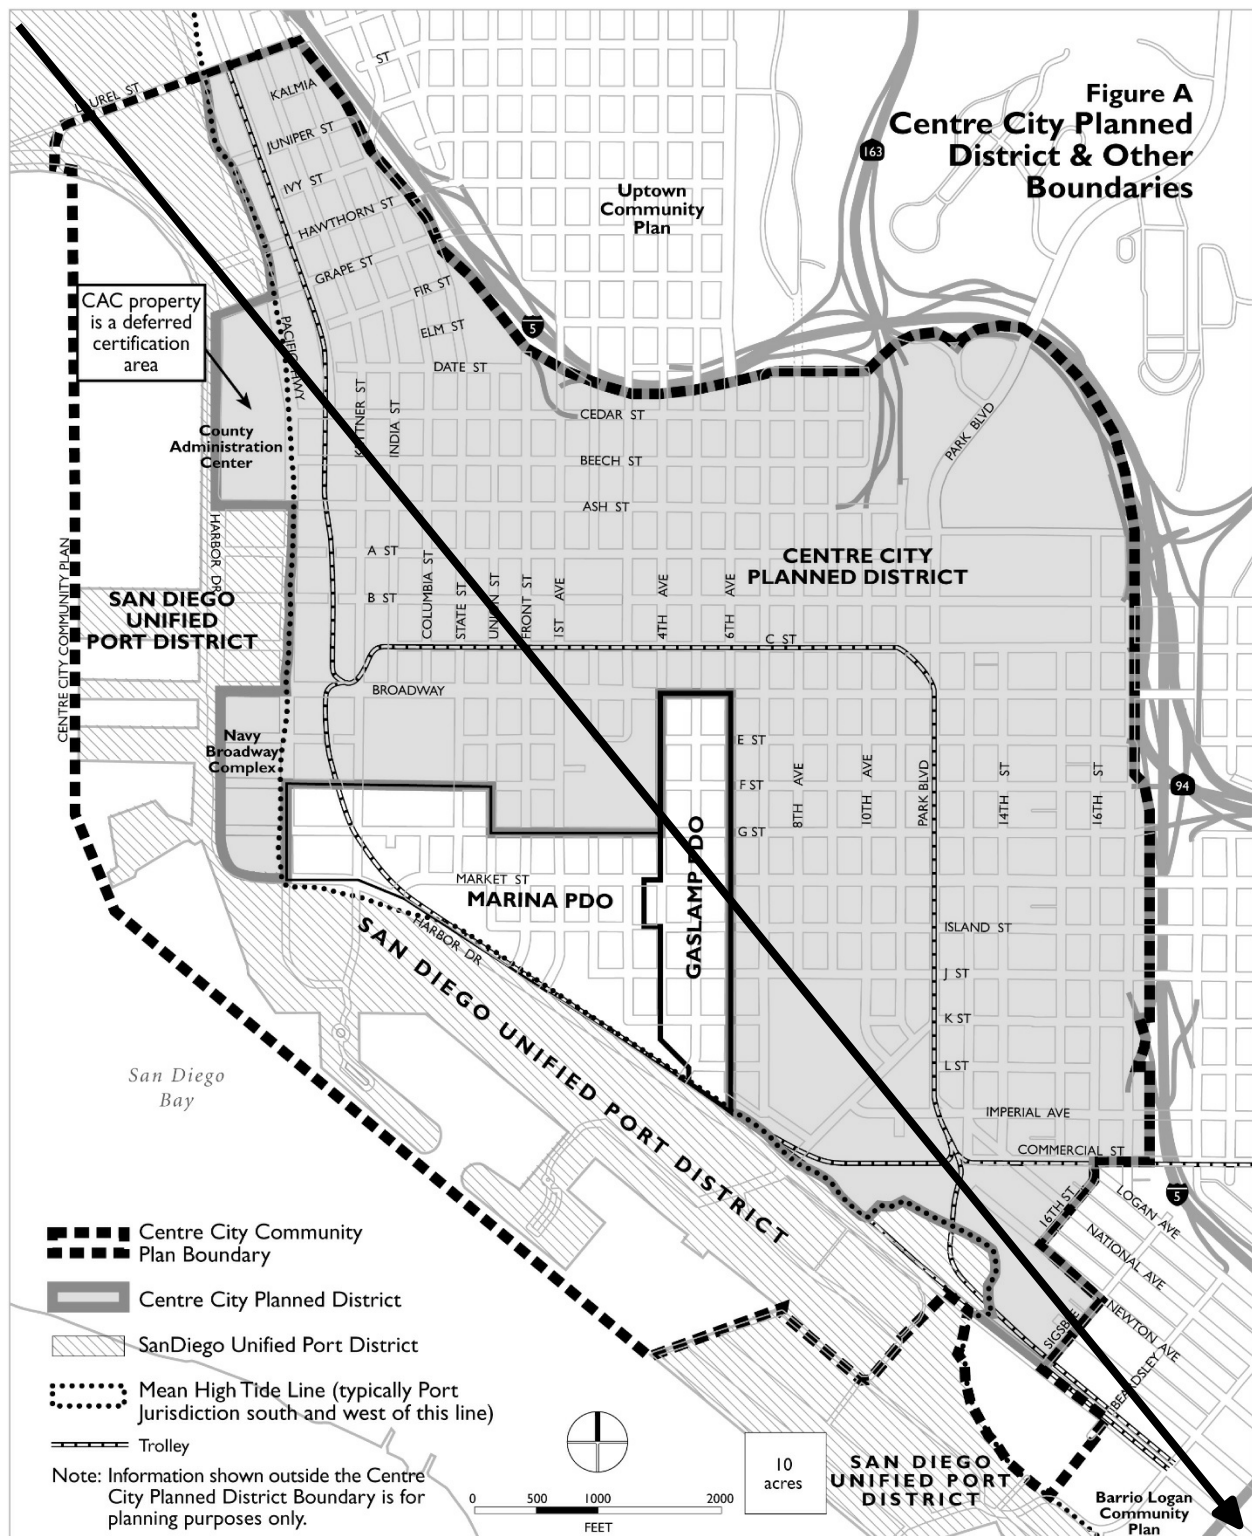 Figure A
Centre City Planned
District & Other
Boundaries
ST
LAUREL ST
KALMIA
JUNIPER ST
IVY ST
HAWTHORN ST
GRAPE ST
FIR ST
ELM ST
DATE ST
163
Uptown
Community
Plan
5
CAC property
is a deferred
certification
area
PACIFIC HWY
KETTNER ST
INDIA ST
CEDAR ST
BEECH ST
ASH ST
PARK BLVD
County
Administration
Center
HARBOR DR
CENTRE CITY COMMUNITY PLAN
A ST
B ST
COLUMBIA ST
STATE ST
UNION ST
FRONT ST
1ST AVE
4TH AVE
6TH AVE
C ST
CENTRE CITY
PLANNED DISTRICT
SAN DIEGO
UNIFIED
PORT DISTRICT
BROADWAY
Navy
Broadway
Complex
E ST
F ST
G ST
8TH AVE
10TH AVE
PARK BLVD
14TH ST
16TH ST
94
MARKET ST
MARINA PDO
GASLAMP PDO
HARBOR DR
ISLAND ST
J ST
K ST
L ST
IMPERIAL AVE
COMMERCIAL ST
SAN DIEGO UNIFIED PORT DISTRICT
San Diego
Bay
16TH ST
LOGAN AVE
5
NATIONAL AVE
NEWTON AVE
BEARDSLEY
Centre City Community
Plan Boundary
Centre City Planned District
SanDiego Unified Port District
Mean High Tide Line (typically Port
Jurisdiction south and west of this line)
Trolley
Note: Information shown outside the Centre
City Planned District Boundary is for
planning purposes only.
0 500 1000 2000
FEET
10
acres
SAN DIEGO
UNIFIED PORT
DISTRICT
Barrio Logan
Community
Plan